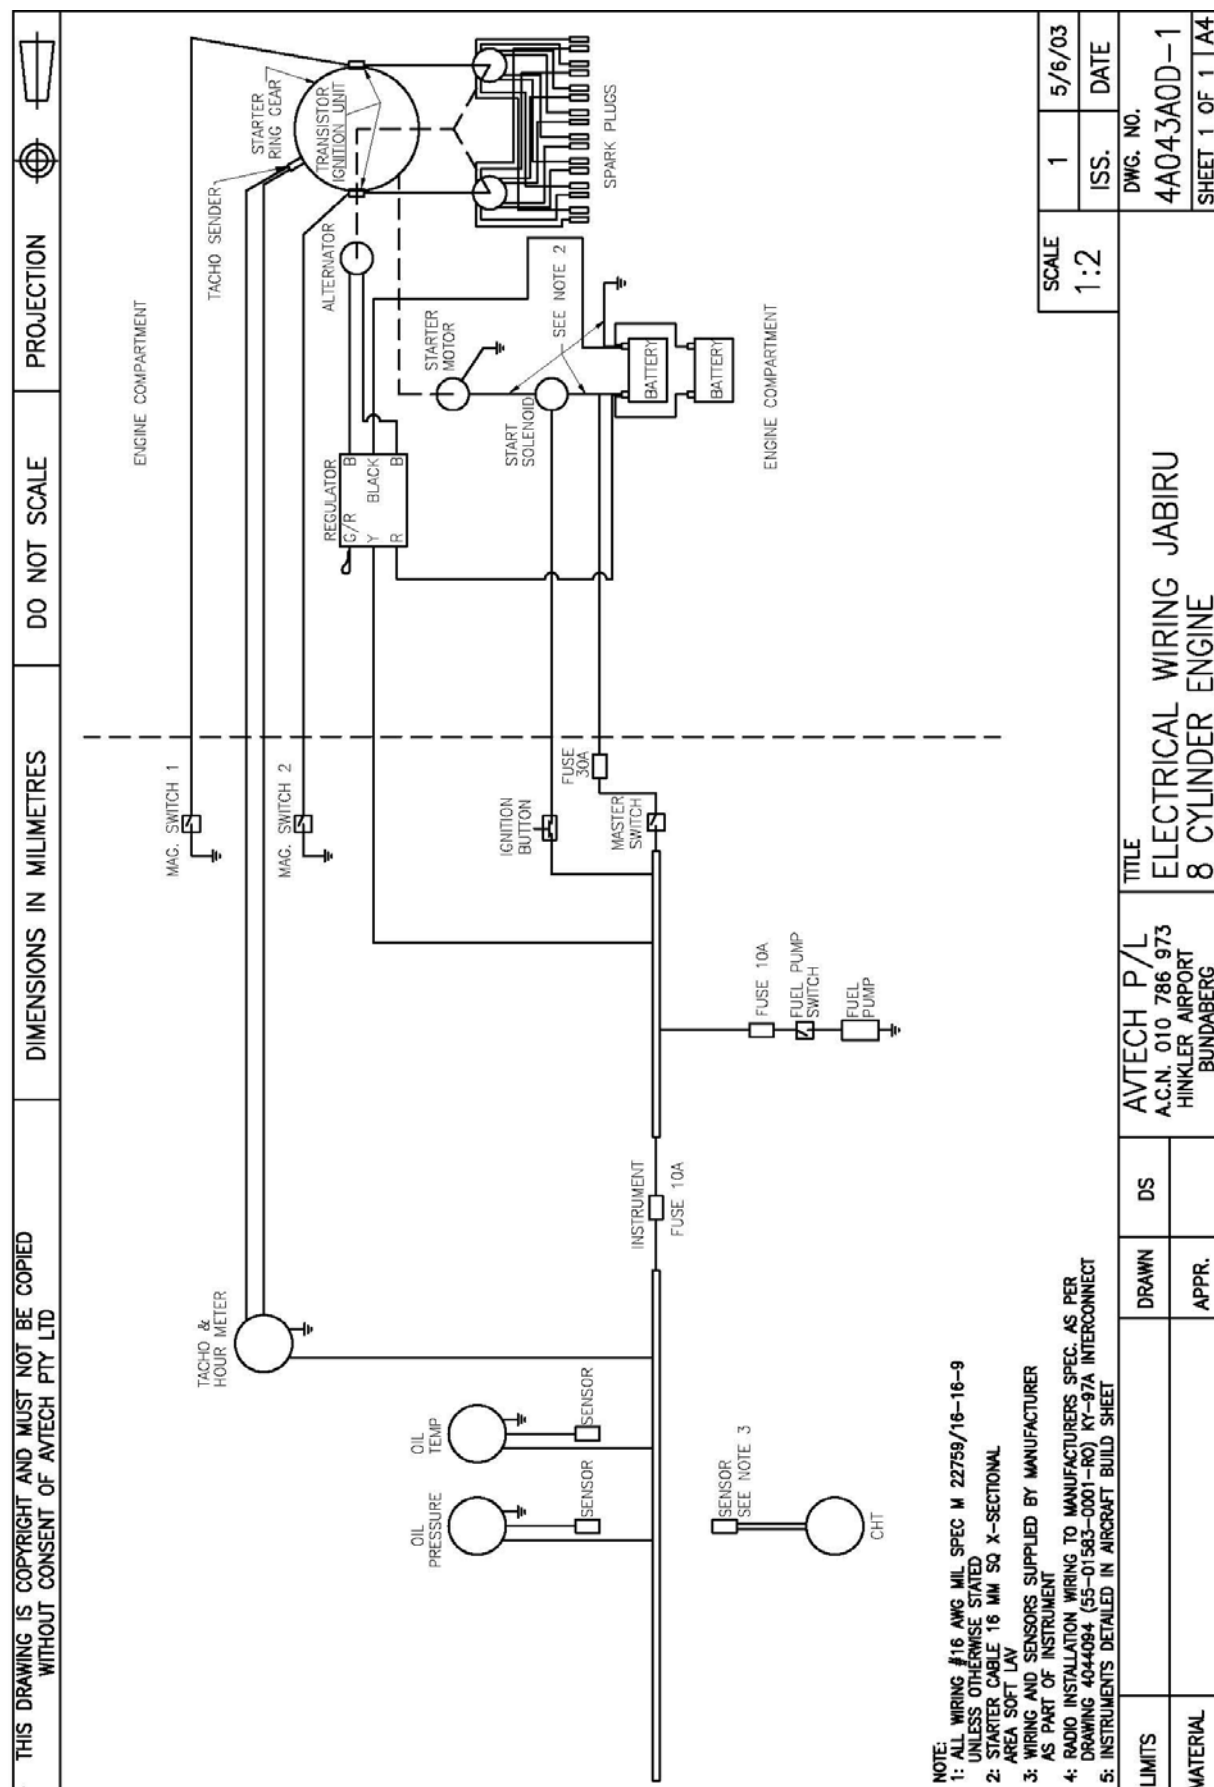 THIS DRAWING IS COPYRIGHT AND MUST NOT BE COPIED
WITHOUT CONSENT OF AVTECH PTY LTD
DIMENSIONS IN MILIMETRES
DO NOT SCALE
PROJECTION
ENGINE COMPARTMENT
STARTER
RING GEAR
TACHO SENDER
TRANSISTOR
IGNITION UNIT
ALTERNATOR
SPARK PLUGS
MAG. SWITCH 1
MAG. SWITCH 2
REGULATOR
G/R
Y
R
B
BLACK
B
STARTER
MOTOR
START
SOLENOID
SEE NOTE 2
BATTERY
BATTERY
ENGINE COMPARTMENT
IGNITION
BUTTON
FUSE
30A
MASTER
SWITCH
TACHO &
HOUR METER
INSTRUMENT
FUSE 10A
FUSE 10A
FUEL PUMP
SWITCH
FUEL
PUMP
OIL
TEMP
SENSOR
OIL
PRESSURE
SENSOR
SENSOR
SEE NOTE 3
CHT
NOTE:
1: ALL WIRING #16 AWG MIL SPEC M 22759/16-16-9
UNLESS OTHERWISE STATED
2: STARTER CABLE 16 MM SQ X-SECTIONAL
AREA SOFT LAV
3: WIRING AND SENSORS SUPPLIED BY MANUFACTURER
AS PART OF INSTRUMENT
4: RADIO INSTALLATION WIRING TO MANUFACTURERS SPEC. AS PER
DRAWING 4044094 (55-01583-0001-RO) KY-97A INTERCONNECT
5: INSTRUMENTS DETAILED IN AIRCRAFT BUILD SHEET
LIMITS
MATERIAL
DRAWN
DS
APPR.
AVTECH P/L
A.C.N. 010 786 973
HINKLER AIRPORT
BUNDABERG
TITLE
ELECTRICAL WIRING JABIRU
8 CYLINDER ENGINE
SCALE
1:2
1
5/6/03
ISS.
DATE
DWG. NO.
4A043A0D-1
SHEET 1 OF 1
A4